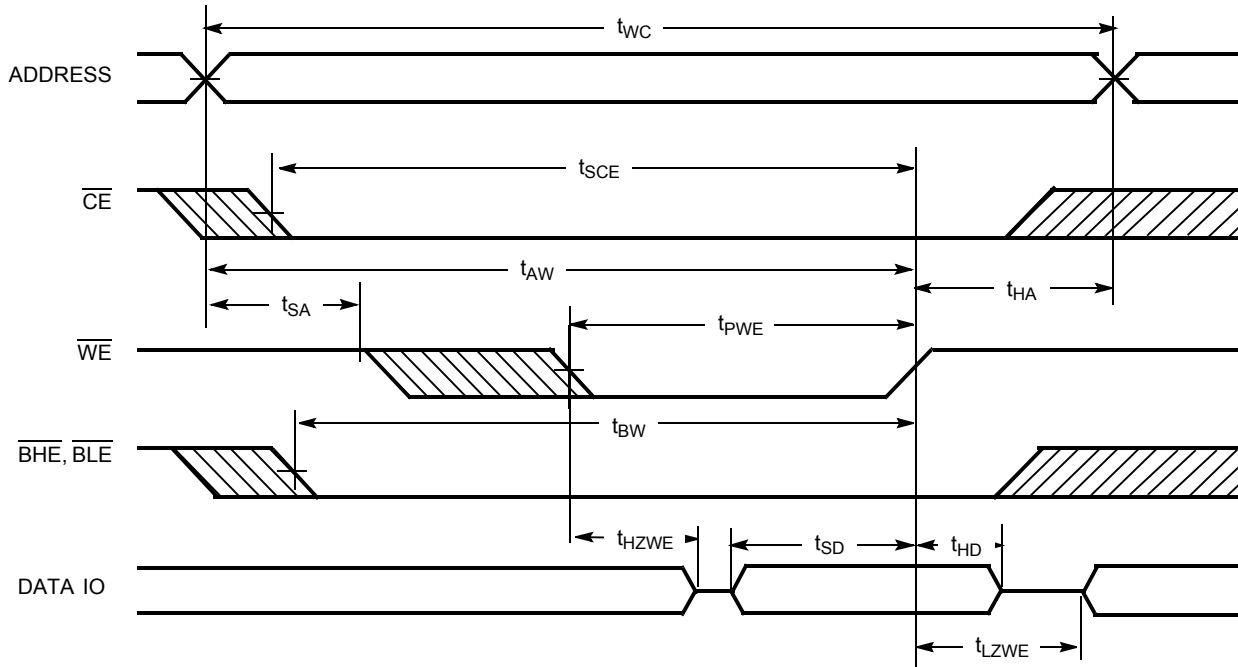 tWC
ADDRESS
tSCE
CE
tAW
tSA
tHA
tPWE
WE
tBW
BHE, BLE
tHZWE
tSD
tHD
DATA IO
tLZWE